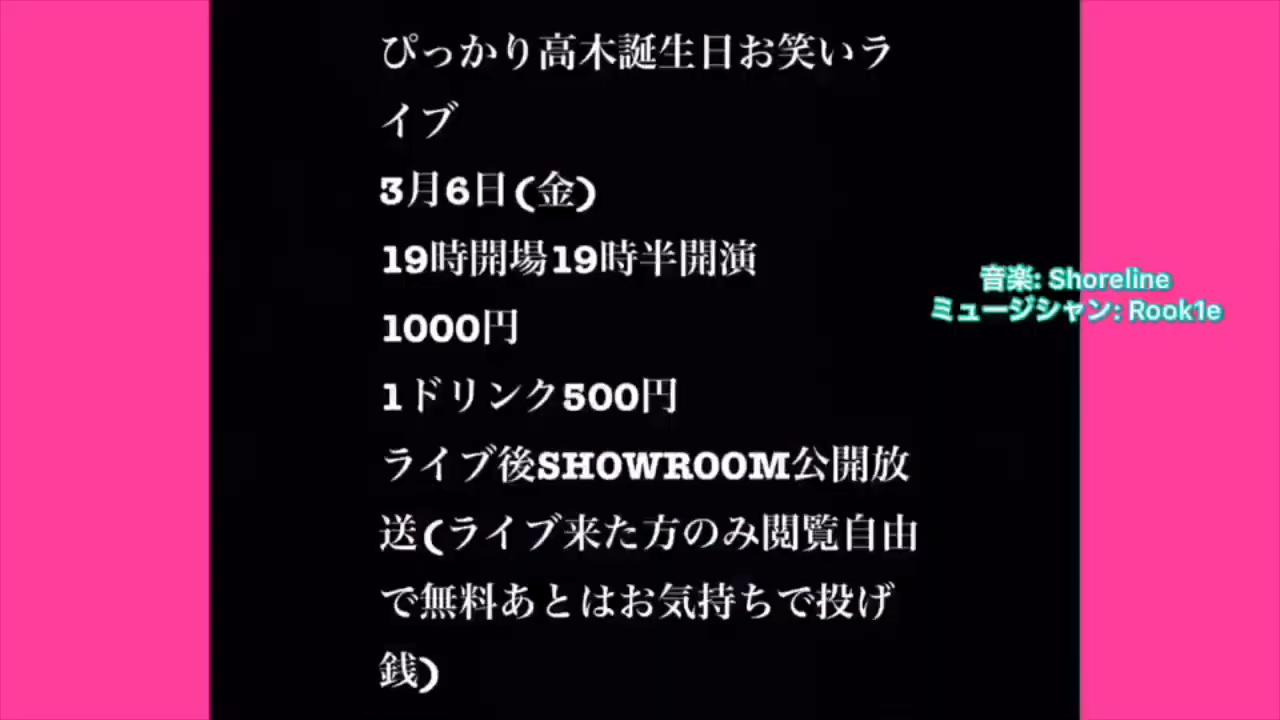 ぴっかり高木誕生日お笑いラ
イブ
3月6日(金)
19時開場19時半開演
1000円
1ドリンク500円
ライブ後SHOWROOM公開放
送(ライブ来た方のみ閲覧自由
で無料あとはお気持ちで投げ
銭)
音楽: Shoreline
ミュージシャン: Rook1e